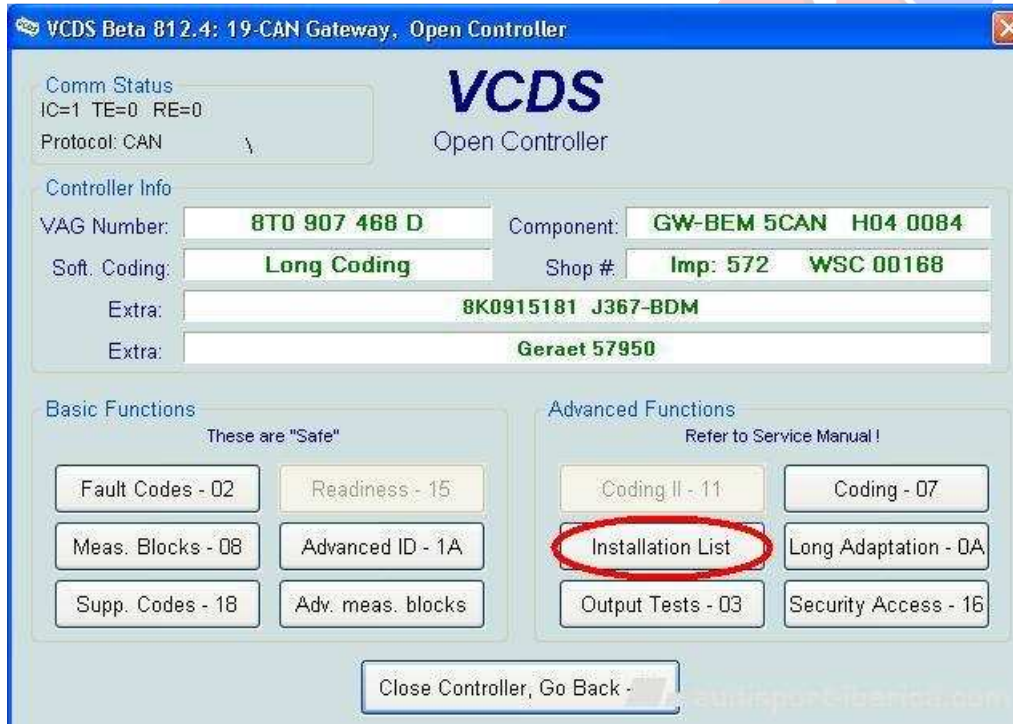 VCDS Beta 812.4: 19-CAN Gateway, Open Controller
Comm Status
IC=1 TE=0 RE=0
Protocol: CAN \
VCDS
Open Controller
Controller Info
VAG Number: 8T0 907 468 D Component: GW-BEM 5CAN H04 0084
Soft. Coding: Long Coding Shop # Imp: 572 WSC 00168
Extra: 8K0915181 J367-BDM
Extra: Geraet 57950
Basic Functions
These are "Safe"
Fault Codes - 02 Readiness - 15
Meas. Blocks - 08 Advanced ID - 1A
Supp. Codes - 18 Adv. meas. blocks
Advanced Functions
Refer to Service Manual !
Coding II - 11 Coding - 07
Installation List Long Adaptation - 0A
Output Tests - 03 Security Access - 16
Close Controller, Go Back -
audisport-iberica.com